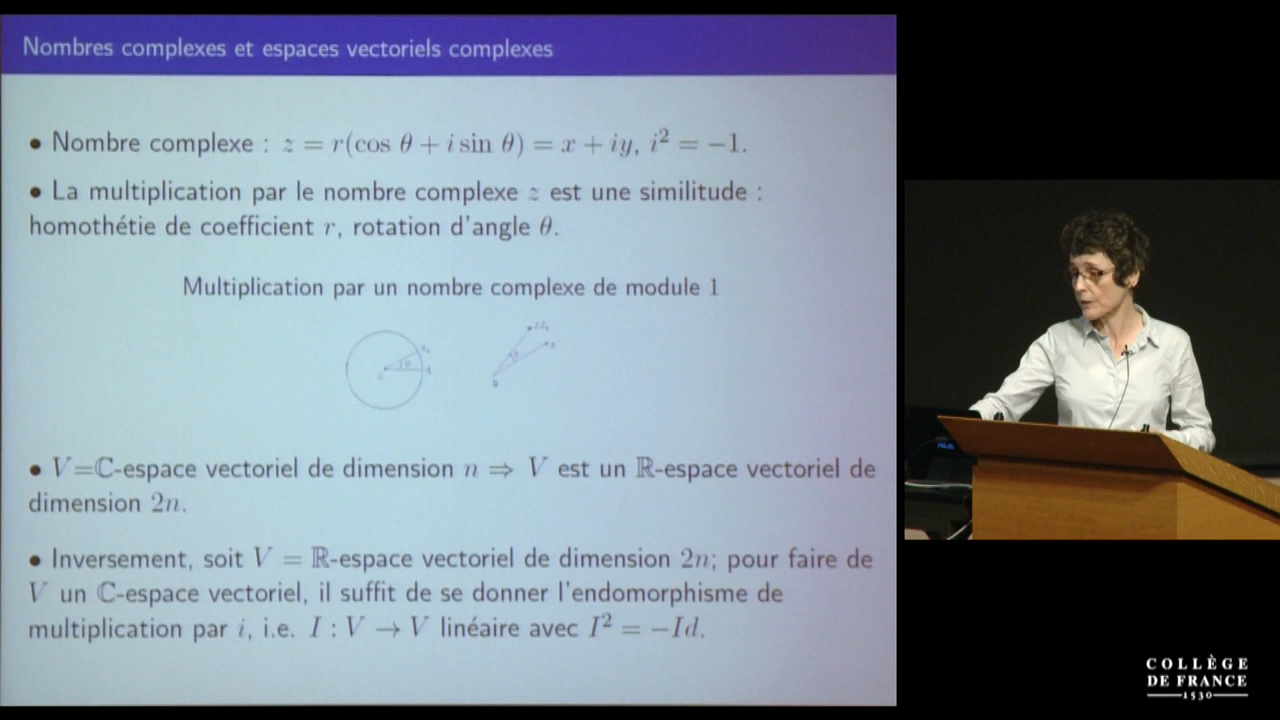 Nombres complexes et espaces vectoriels complexes
• Nombre complexe : z = r(cos θ + i sin θ) = x + iy, i² = −1.
• La multiplication par le nombre complexe z est une similitude :
homothétie de coefficient r, rotation d'angle θ.
Multiplication par un nombre complexe de module 1
• V=ℂ-espace vectoriel de dimension n ⇒ V est un ℝ-espace vectoriel de
dimension 2n.
• Inversement, soit V = ℝ-espace vectoriel de dimension 2n; pour faire de
V un ℂ-espace vectoriel, il suffit de se donner l'endomorphisme de
multiplication par i, i.e. I : V → V linéaire avec I² = −Id.
COLLÈGE
DE FRANCE
1530